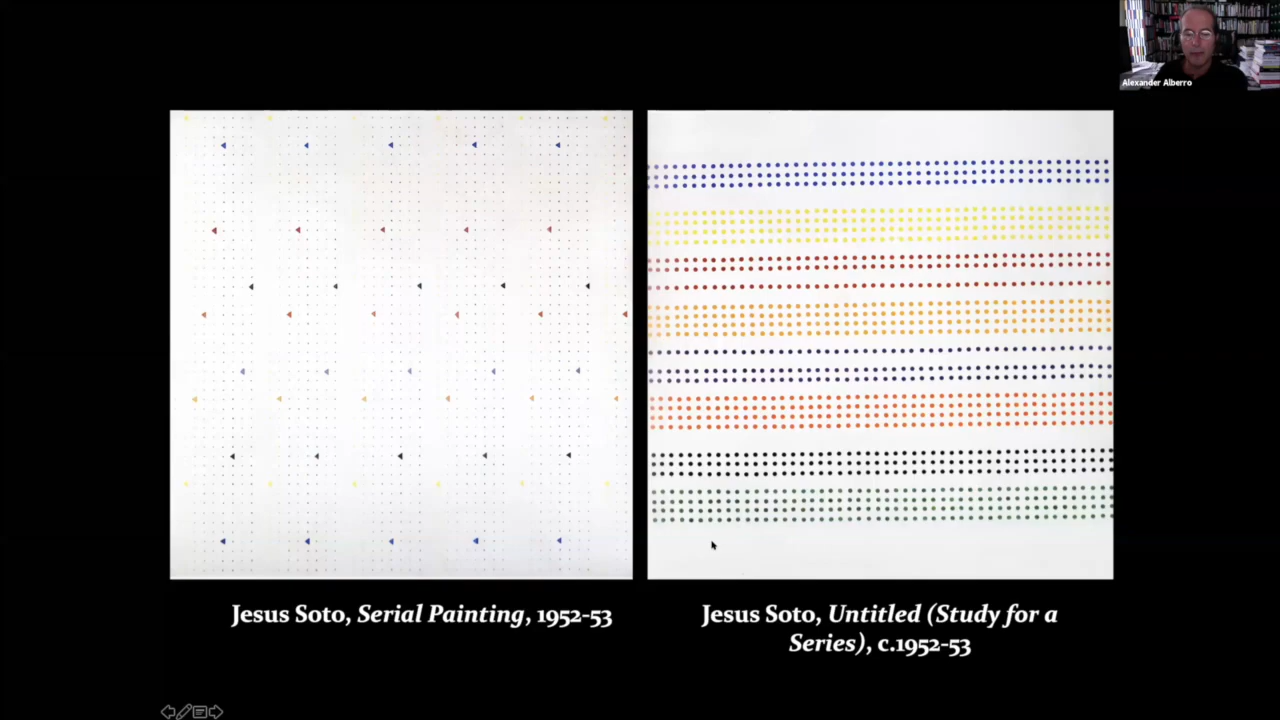 Alexander Alberro
Jesus Soto, Serial Painting, 1952-53
Jesus Soto, Untitled (Study for a
Series), c.1952-53